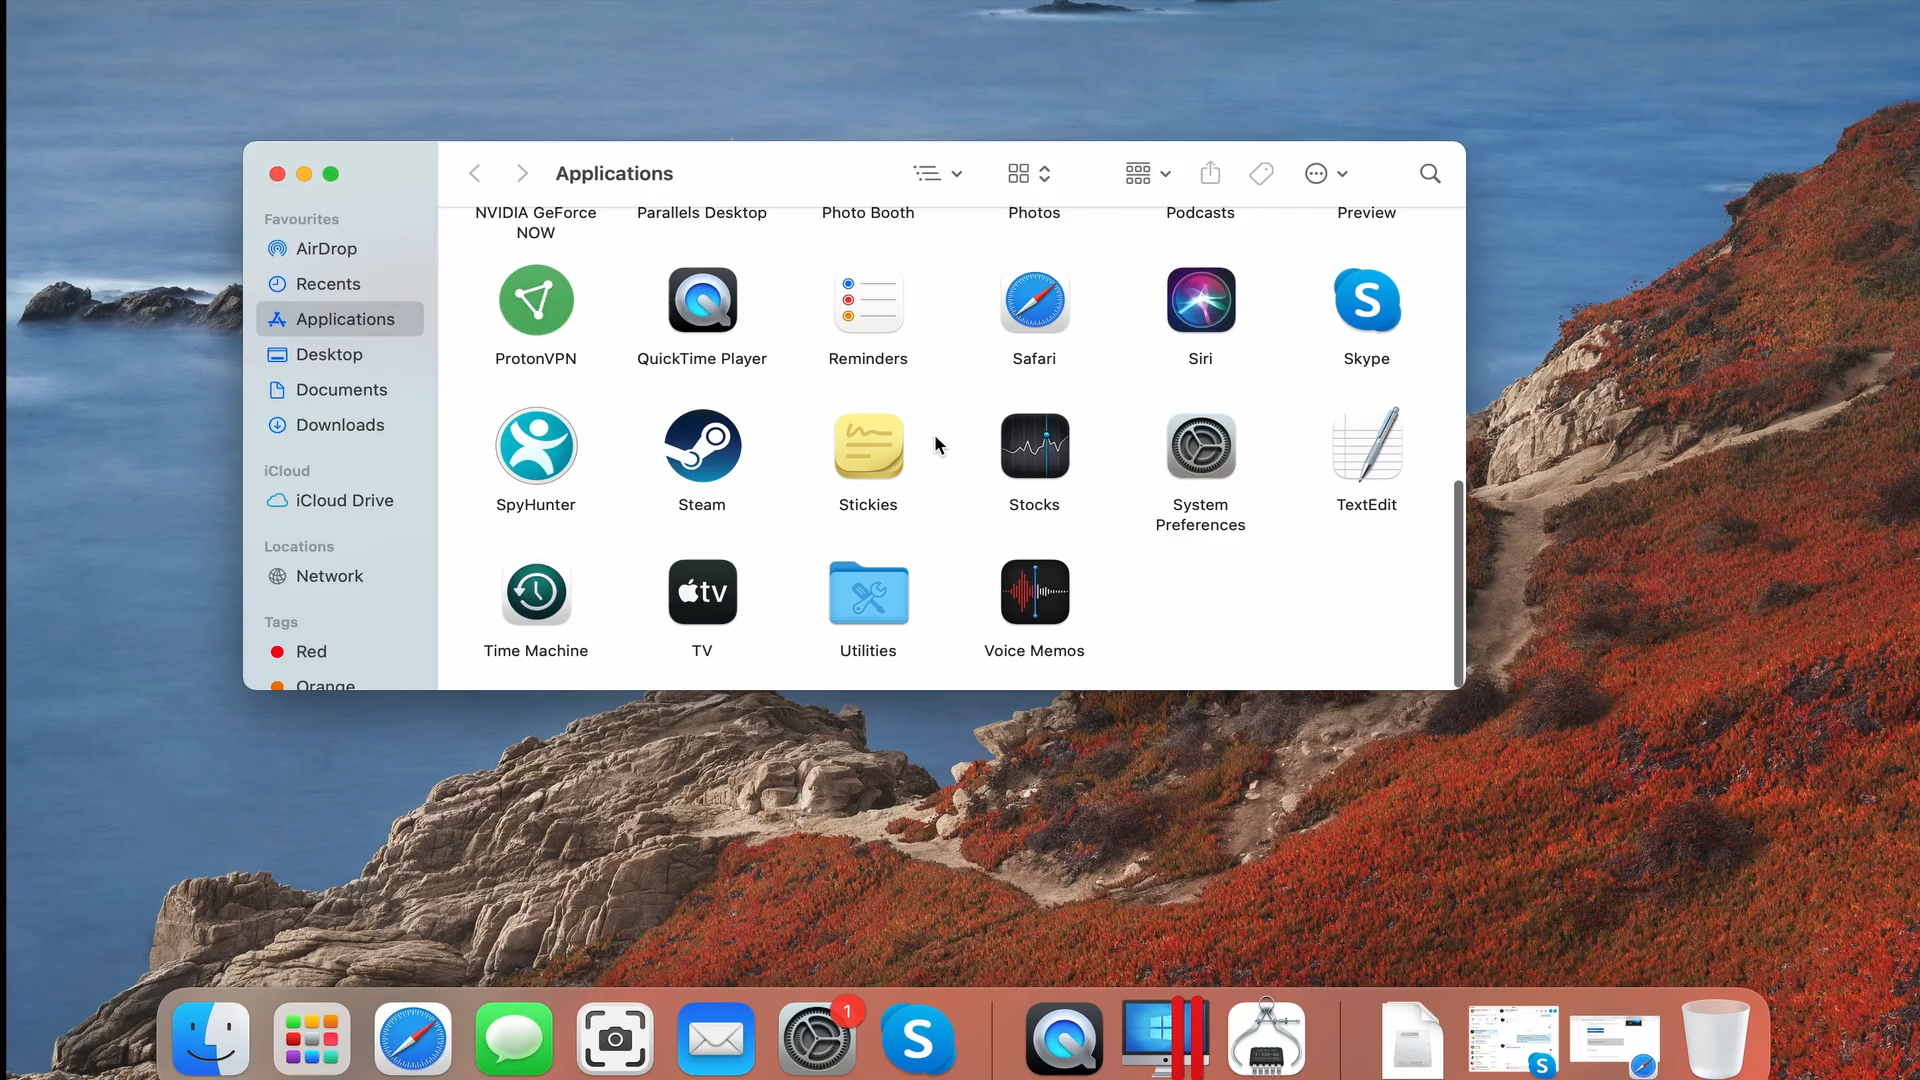 Applications
Favourites
AirDrop
Recents
Applications
Desktop
Documents
Downloads
iCloud
iCloud Drive
Locations
Network
Tags
Red
Orange
NVIDIA GeForce
NOW
Parallels Desktop
Photo Booth
Photos
Podcasts
Preview
ProtonVPN
QuickTime Player
Reminders
Safari
Siri
Skype
SpyHunter
Steam
Stickies
Stocks
System
Preferences
TextEdit
tv
Time Machine
TV
Utilities
Voice Memos
1